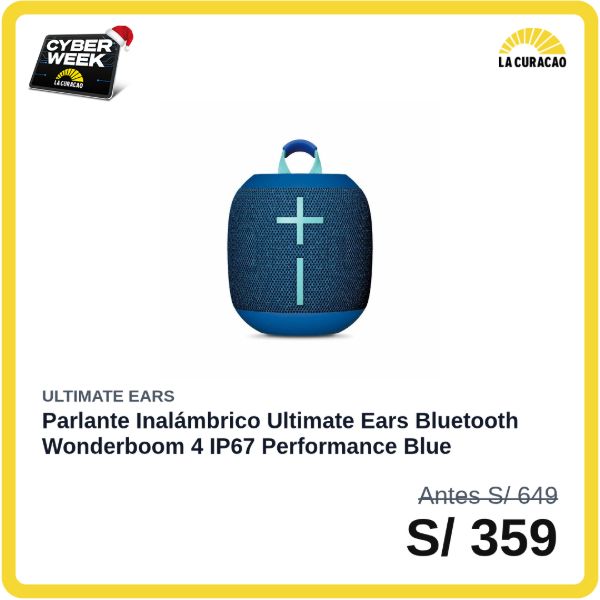 CYBER
WEEK
LA CURACAO
LA CURACAO
ULTIMATE EARS
Parlante Inalámbrico Ultimate Ears Bluetooth
Wonderboom 4 IP67 Performance Blue
Antes S/ 649
S/ 359